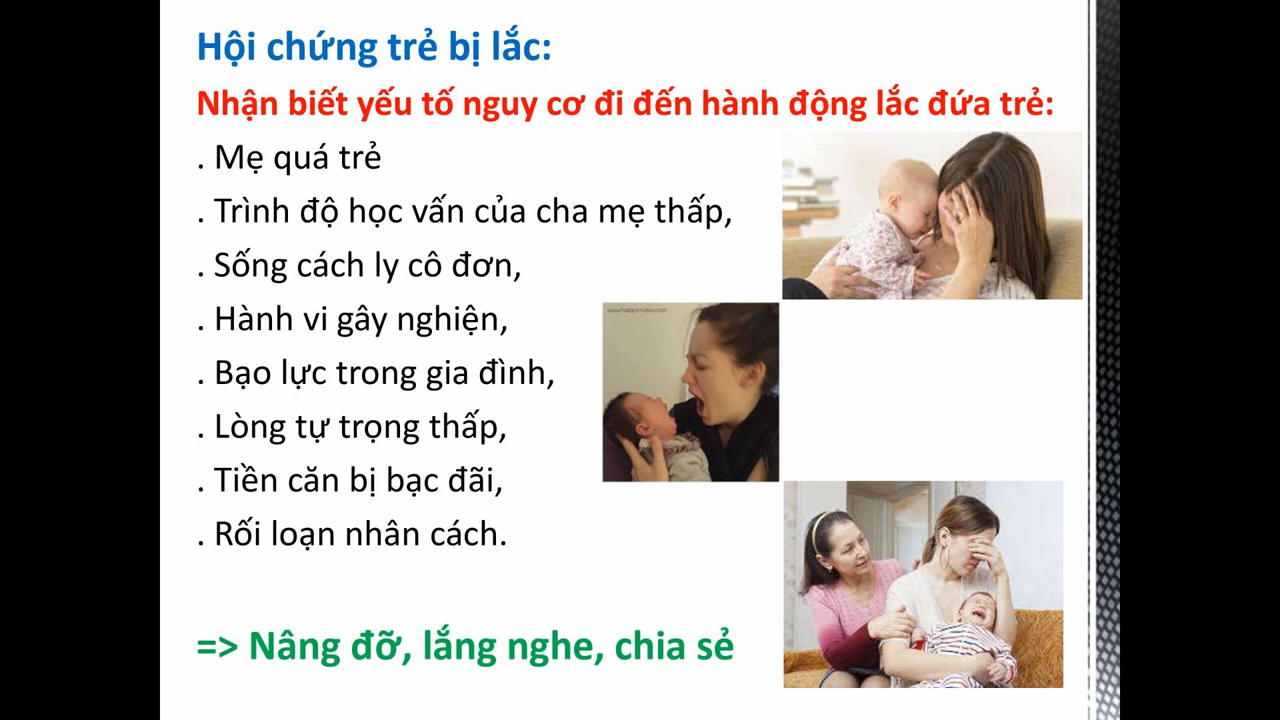 Hội chứng trẻ bị lắc:
Nhận biết yếu tố nguy cơ đi đến hành động lắc đứa trẻ:
. Mẹ quá trẻ
. Trình độ học vấn của cha mẹ thấp,
. Sống cách ly cô đơn,
. Hành vi gây nghiện,
. Bạo lực trong gia đình,
. Lòng tự trọng thấp,
. Tiền căn bị bạc đãi,
. Rối loạn nhân cách.
=> Nâng đỡ, lắng nghe, chia sẻ